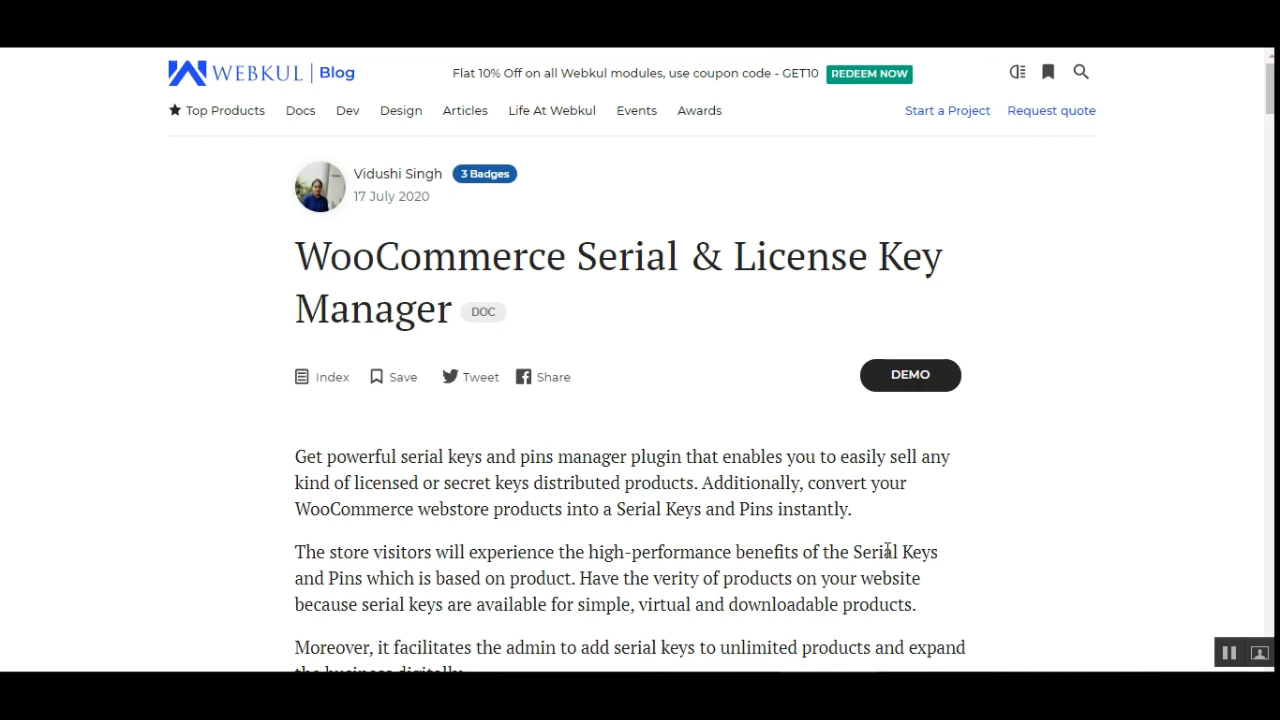 WEBKUL | Blog
Flat 10% Off on all Webkul modules, use coupon code - GET10 REDEEM NOW
Top Products Docs Dev Design Articles Life At Webkul Events Awards Start a Project Request quote
Vidushi Singh 3 Badges
17 July 2020
WooCommerce Serial & License Key
Manager DOC
Index Save Tweet Share DEMO
Get powerful serial keys and pins manager plugin that enables you to easily sell any
kind of licensed or secret keys distributed products. Additionally, convert your
WooCommerce webstore products into a Serial Keys and Pins instantly.
The store visitors will experience the high-performance benefits of the Serial Keys
and Pins which is based on product. Have the verity of products on your website
because serial keys are available for simple, virtual and downloadable products.
Moreover, it facilitates the admin to add serial keys to unlimited products and expand
the business digitally.